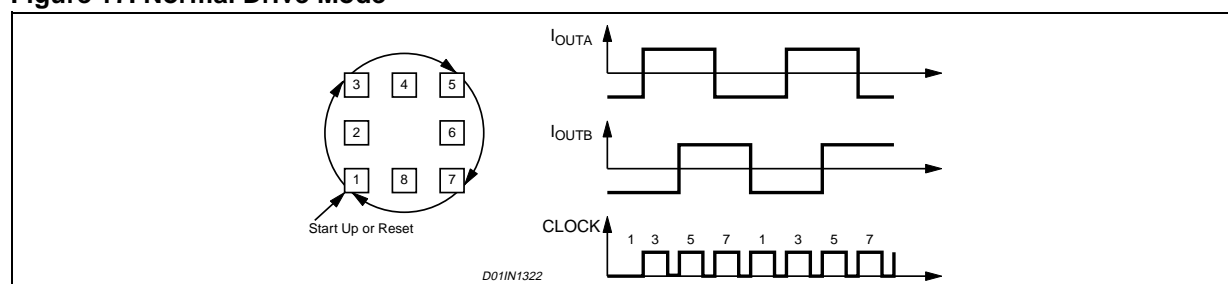 Figure 17. Normal Drive Mode
3 4 5
2 6
1 8 7
Start Up or Reset
IOUTA
IOUTB
CLOCK
1 3 5 7 1 3 5 7
D01IN1322